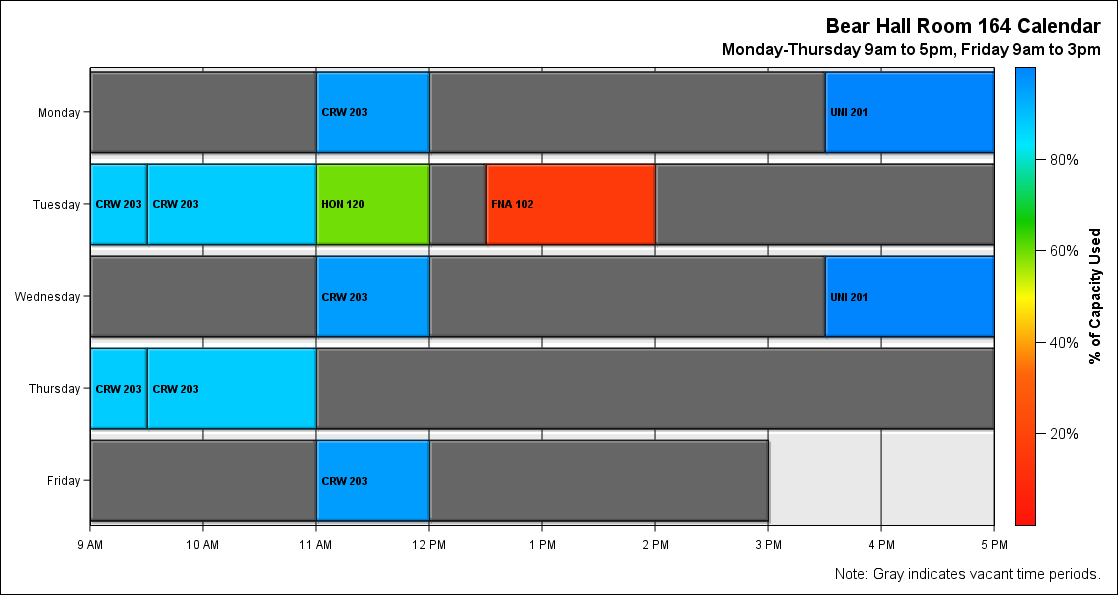 Bear Hall Room 164 Calendar
Monday-Thursday 9am to 5pm, Friday 9am to 3pm
Monday
CRW 203
UNI 201
Tuesday
CRW 203
CRW 203
HON 120
FNA 102
Wednesday
CRW 203
UNI 201
Thursday
CRW 203
CRW 203
Friday
CRW 203
9 AM
10 AM
11 AM
12 PM
1 PM
2 PM
3 PM
4 PM
5 PM
80%
60%
40%
20%
% of Capacity Used
Note: Gray indicates vacant time periods.